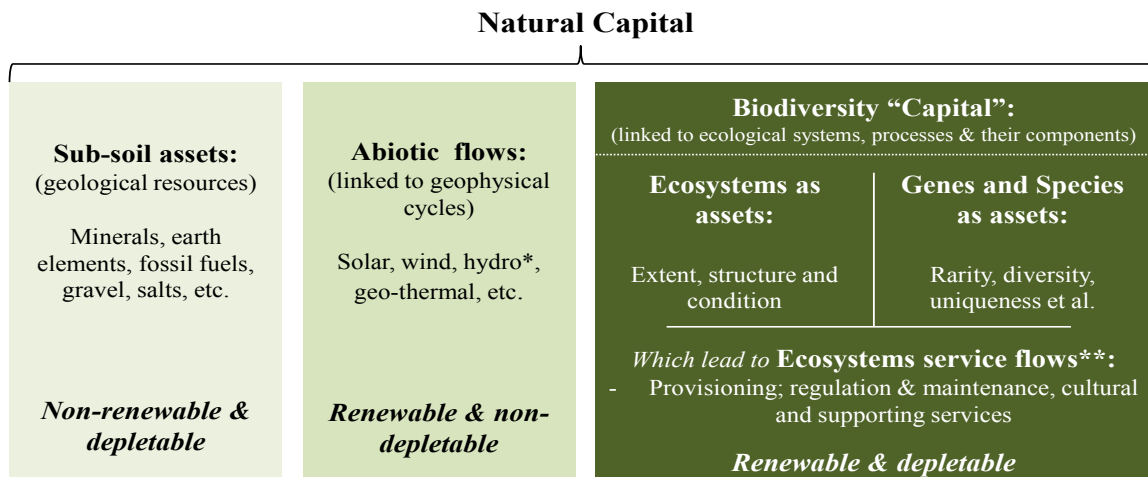 Natural Capital
Sub-soil assets:
(geological resources)
Minerals, earth
elements, fossil fuels,
gravel, salts, etc.
Non-renewable &
depletable
Abiotic flows:
(linked to geophysical
cycles)
Solar, wind, hydro*,
geo-thermal, etc.
Renewable & non-
depletable
Biodiversity “Capital”:
(linked to ecological systems, processes & their components)
Ecosystems as
assets:
Extent, structure and
condition
Genes and Species
as assets:
Rarity, diversity,
uniqueness et al.
Which lead to Ecosystems service flows**:
- Provisioning; regulation & maintenance, cultural
and supporting services
Renewable & depletable